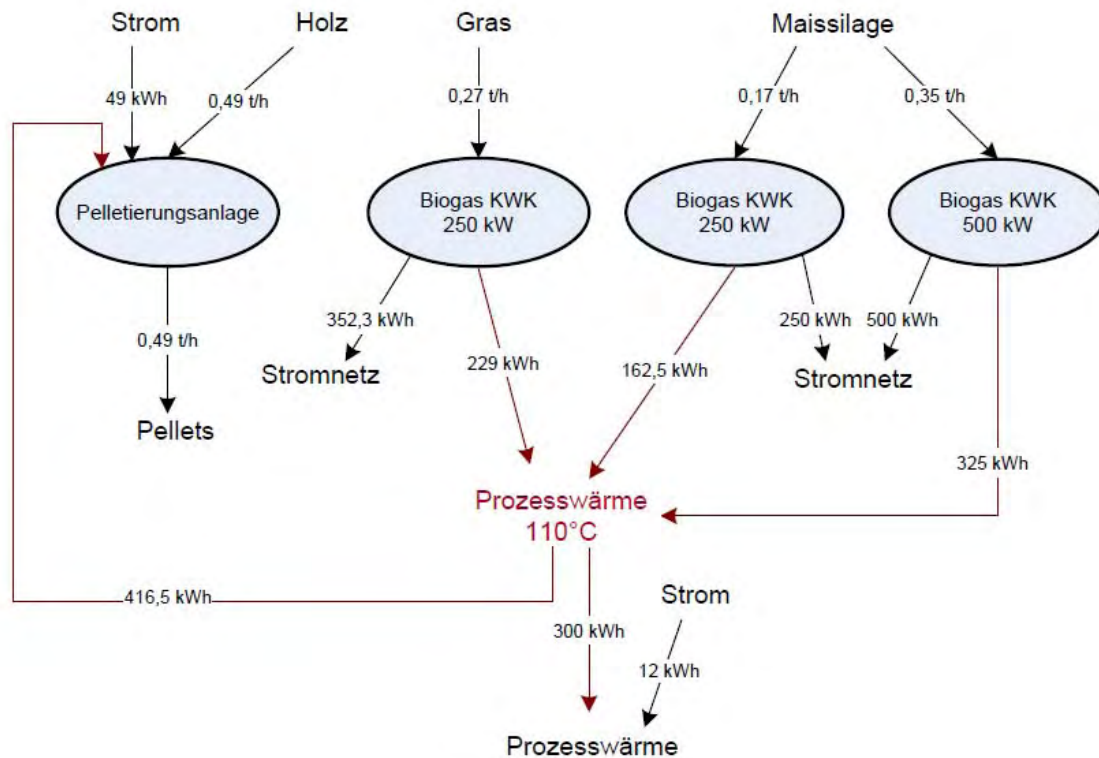 Strom
Holz
Gras
Maissilage
49 kWh
0,49 t/h
0,27 t/h
0,17 t/h
0,35 t/h
Pelletierungsanlage
Biogas KWK
250 kW
Biogas KWK
250 kW
Biogas KWK
500 kW
0,49 t/h
352,3 kWh
229 kWh
162,5 kWh
250 kWh
500 kWh
Stromnetz
Stromnetz
Pellets
325 kWh
Prozesswärme
110°C
416,5 kWh
Strom
300 kWh
12 kWh
Prozesswärme